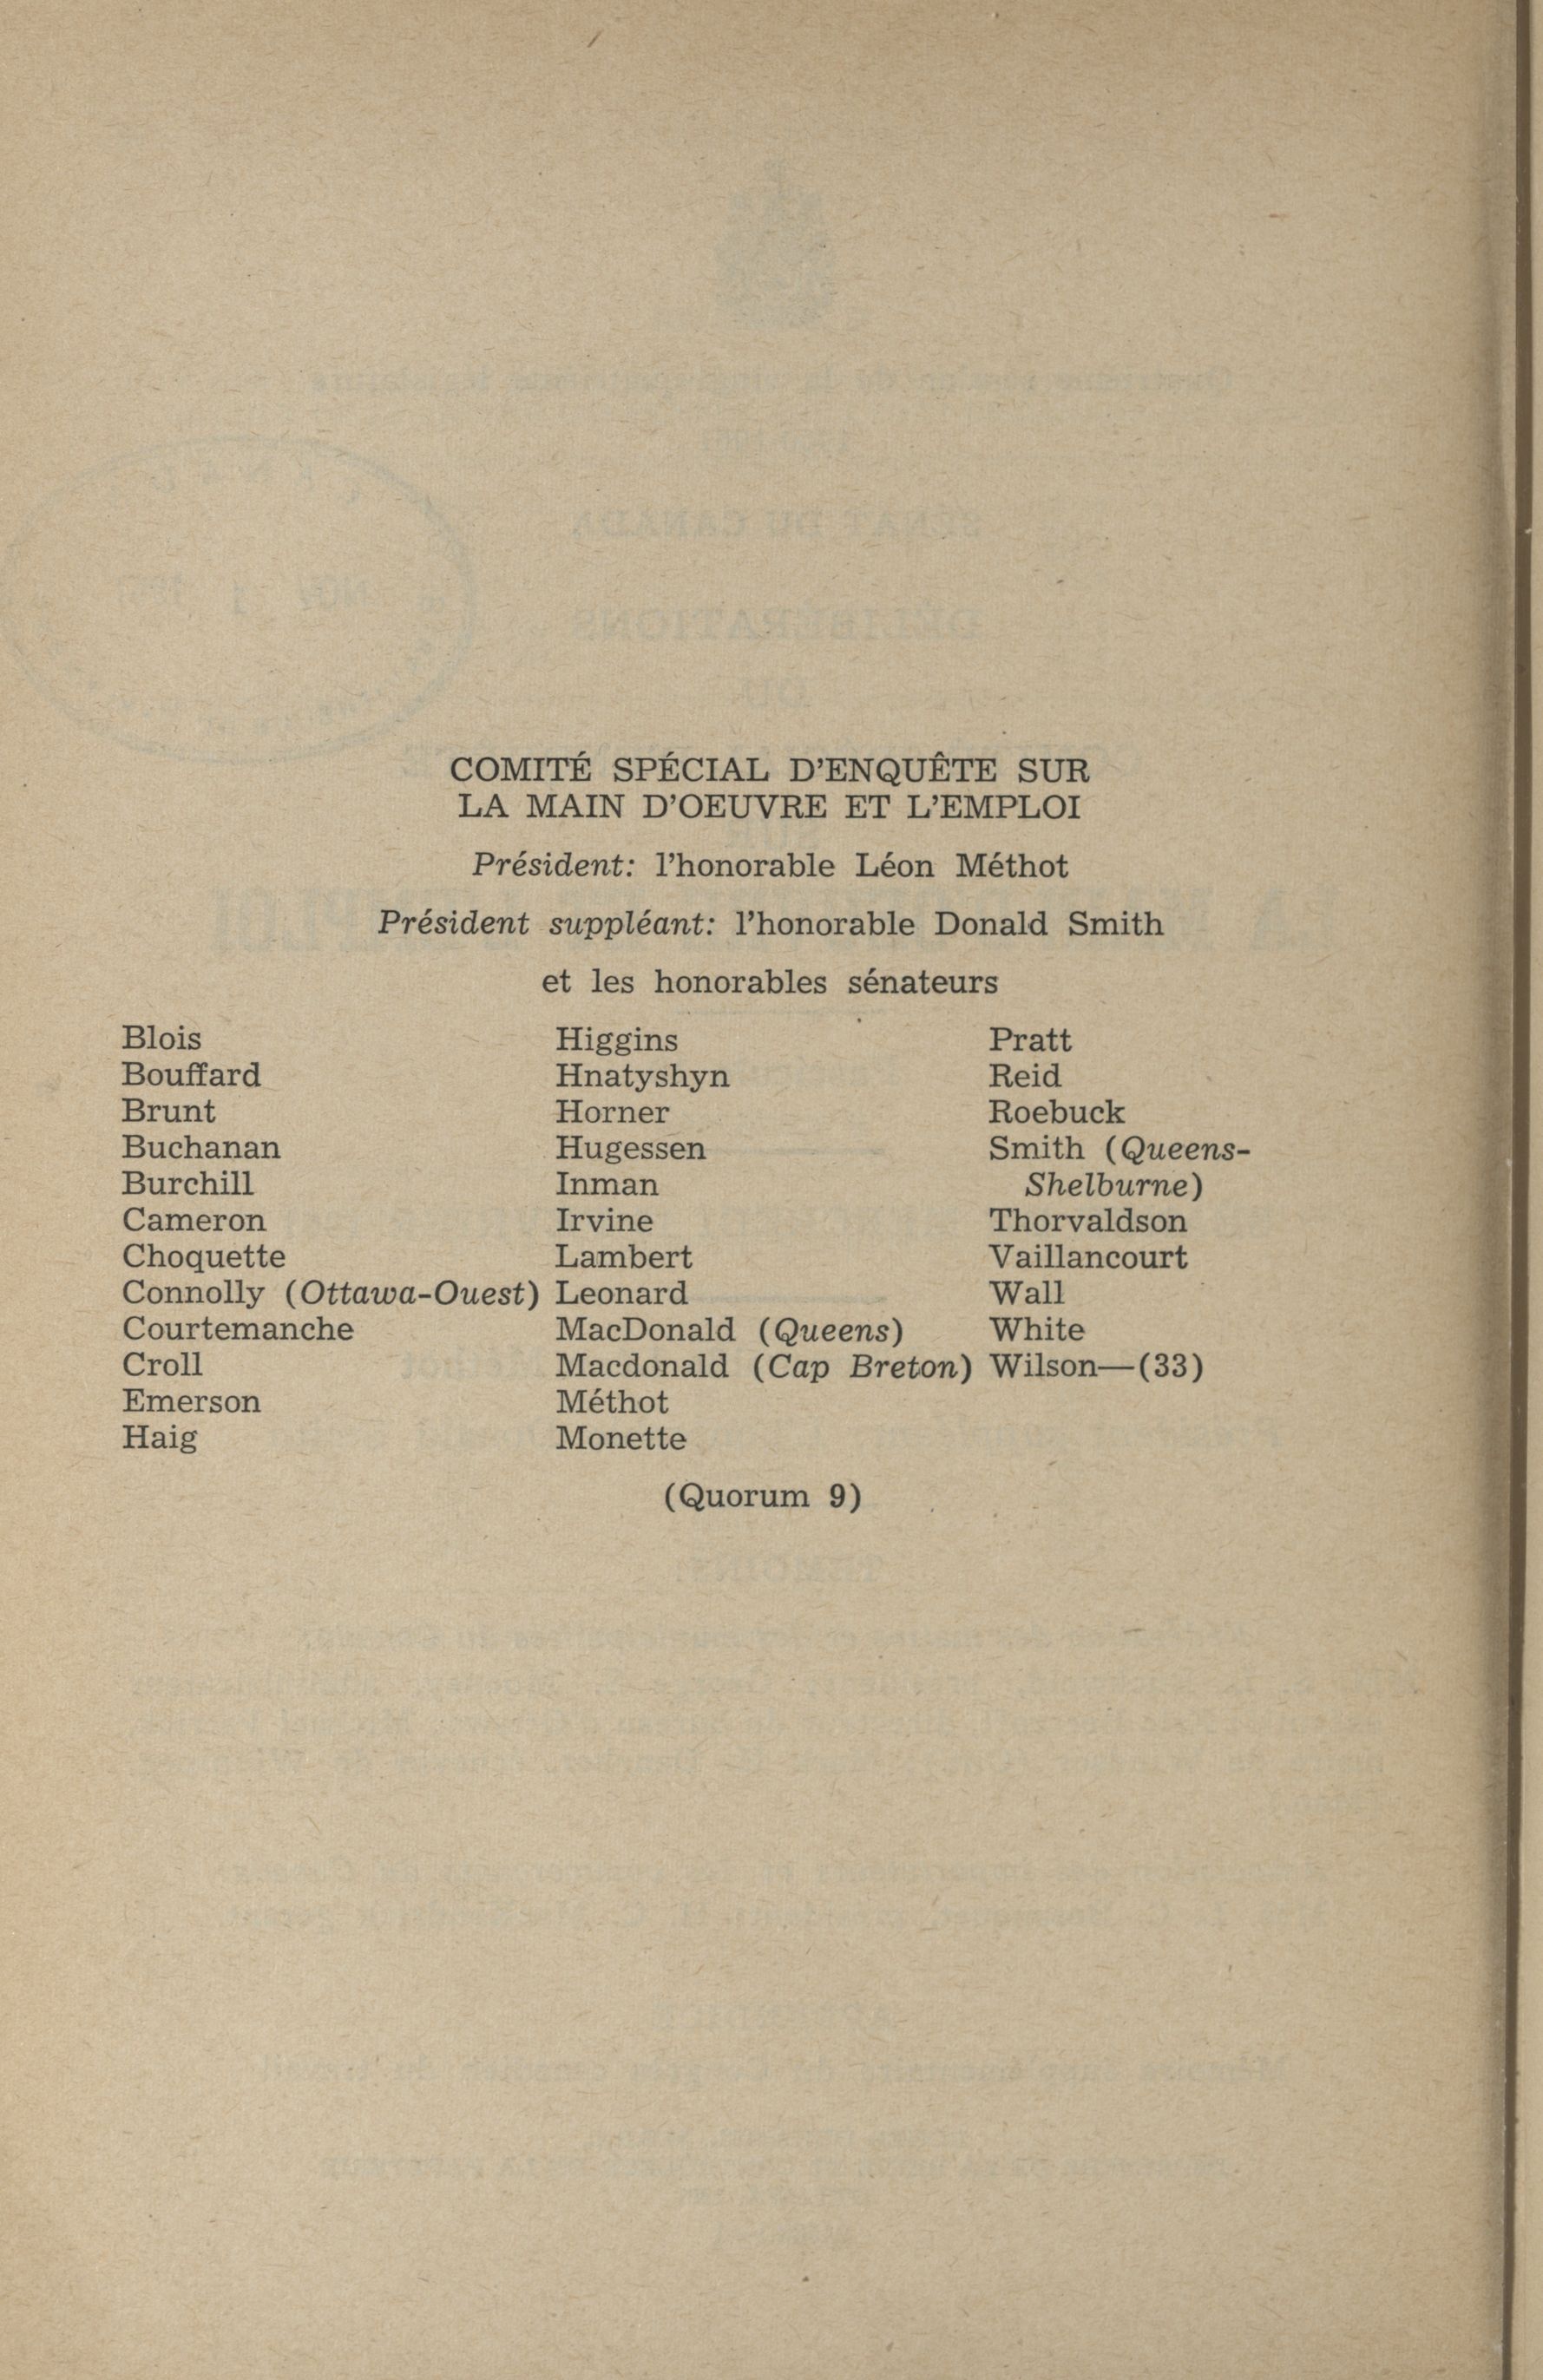 COMITÉ SPÉCIAL D'ENQUÊTE SUR
LA MAIN D'OEUVRE ET L'EMPLOI
Président: l'honorable Léon Méthot
Président suppléant: l'honorable Donald Smith
et les honorables sénateurs
Blois
Bouffard
Brunt
Buchanan
Burchill
Cameron
Choquette
Connolly (Ottawa-Ouest)
Courtemanche
Croll
Emerson
Haig
Higgins
Hnatyshyn
Horner
Hugessen
Inman
Irvine
Lambert
Leonard
MacDonald (Queens)
Macdonald (Cap Breton)
Méthot
Monette
Pratt
Reid
Roebuck
Smith (Queens-
Shelburne)
Thorvaldson
Vaillancourt
Wall
White
Wilson—(33)
(Quorum 9)